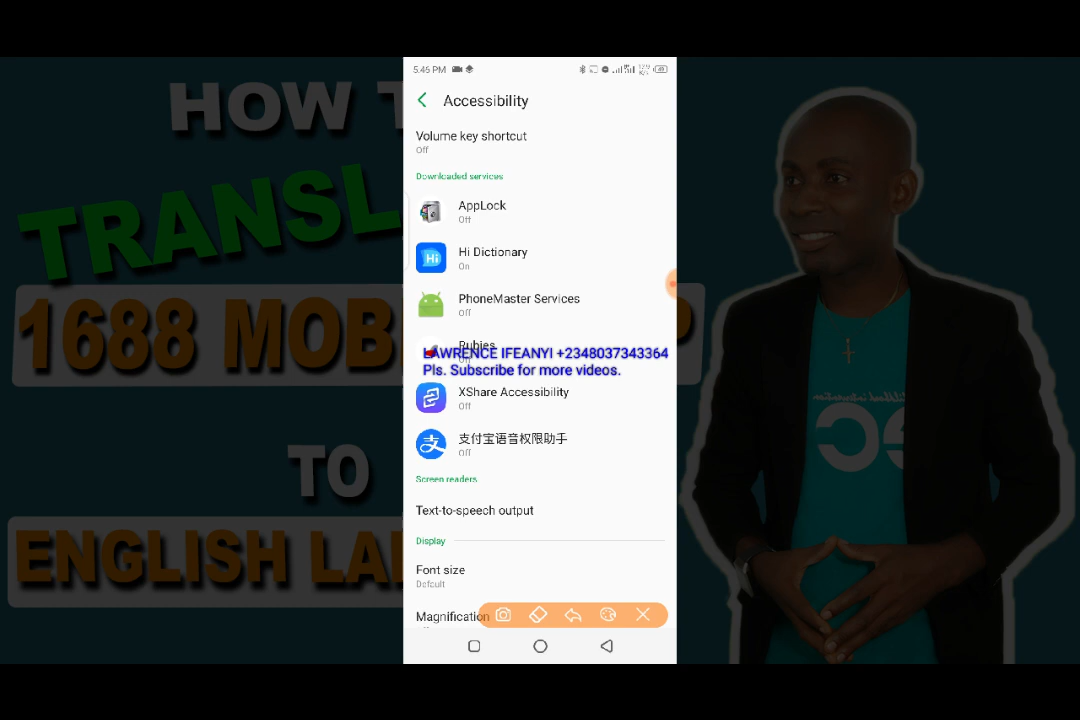 HOW T
TRANSL
1688 MOB
P
TO
ENGLISH LA
5:46 PM
Accessibility
Volume key shortcut
Off
Downloaded services
AppLock
Off
Hi
Hi Dictionary
On
PhoneMaster Services
Off
Rubies
LAWRENCE IFEANYI +2348037343364
Pls. Subscribe for more videos.
XShare Accessibility
Off
支
支付宝语音权限助手
Off
Screen readers
Text-to-speech output
Display
Font size
Default
Magnification